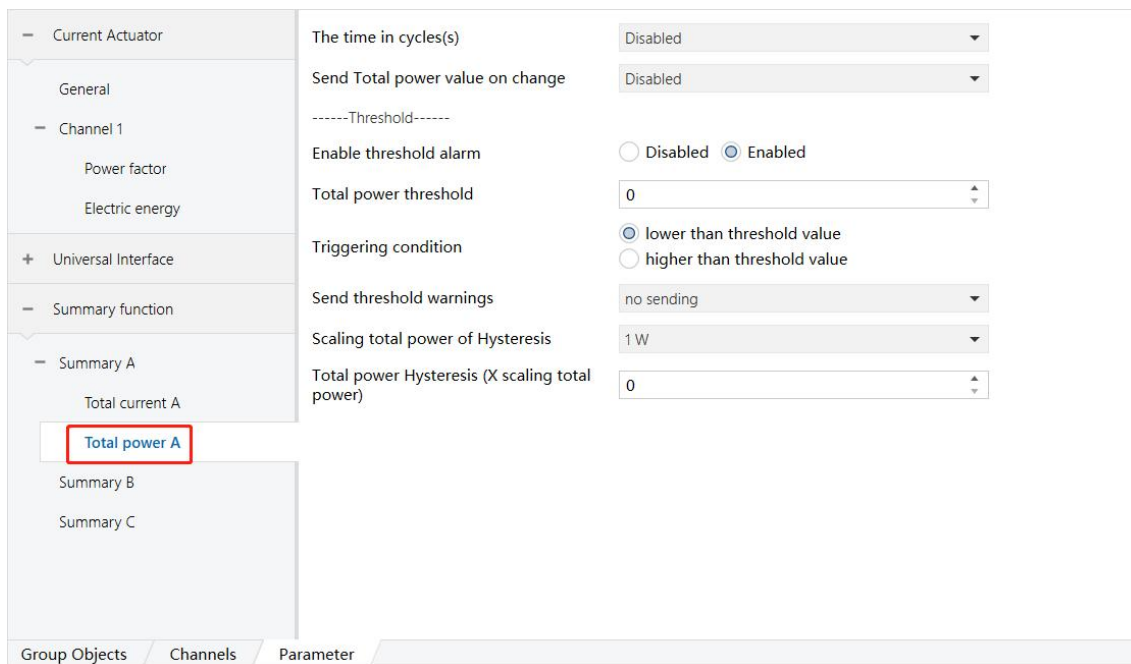 Current Actuator
General
Channel 1
Power factor
Electric energy
Universal Interface
Summary function
Summary A
Total current A
Total power A
Summary B
Summary C
The time in cycles(s) Disabled
Send Total power value on change Disabled
------Threshold------
Enable threshold alarm Disabled Enabled
Total power threshold 0
Triggering condition lower than threshold value
higher than threshold value
Send threshold warnings no sending
Scaling total power of Hysteresis 1 W
Total power Hysteresis (X scaling total
power) 0
Group Objects Channels Parameter